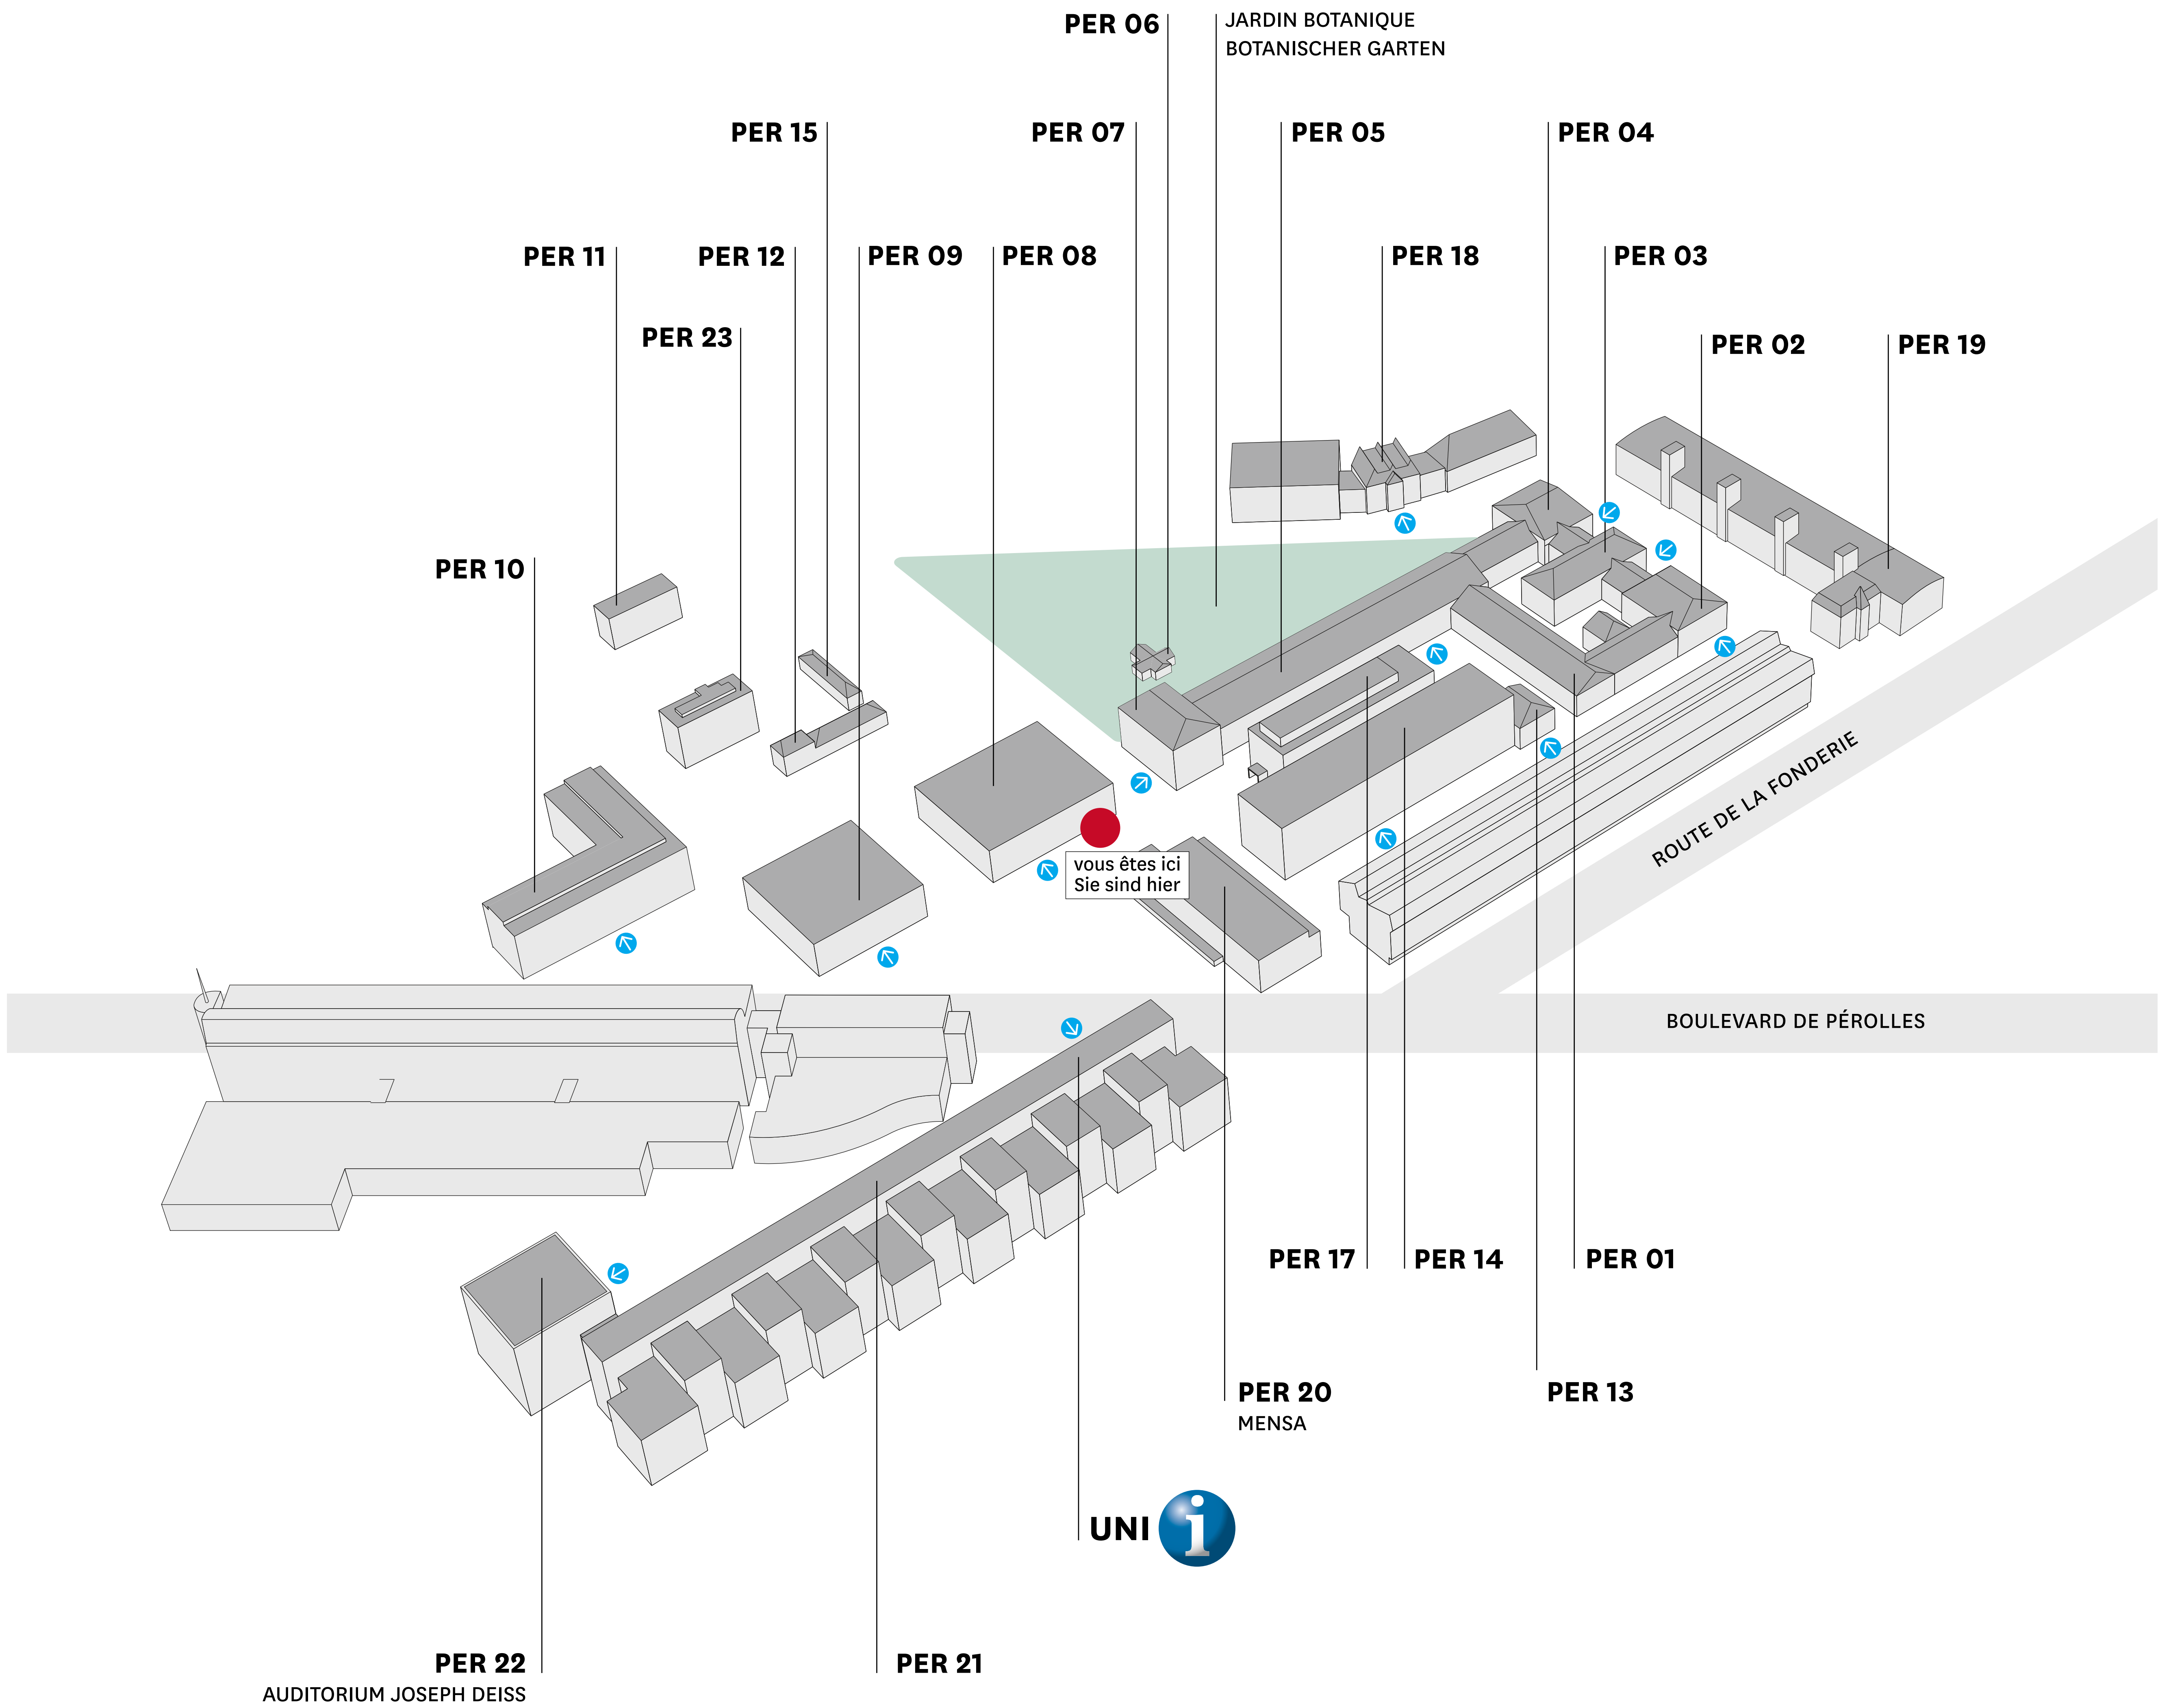 PER 06
JARDIN BOTANIQUE
BOTANISCHER GARTEN
PER 15
PER 07
PER 05
PER 04
PER 11
PER 12
PER 09
PER 08
PER 18
PER 03
PER 23
PER 02
PER 19
PER 10
ROUTE DE LA FONDERIE
vous êtes ici
Sie sind hier
BOULEVARD DE PÉROLLES
PER 17
PER 14
PER 01
PER 20
MENSA
PER 13
UNI i
PER 22
AUDITORIUM JOSEPH DEISS
PER 21